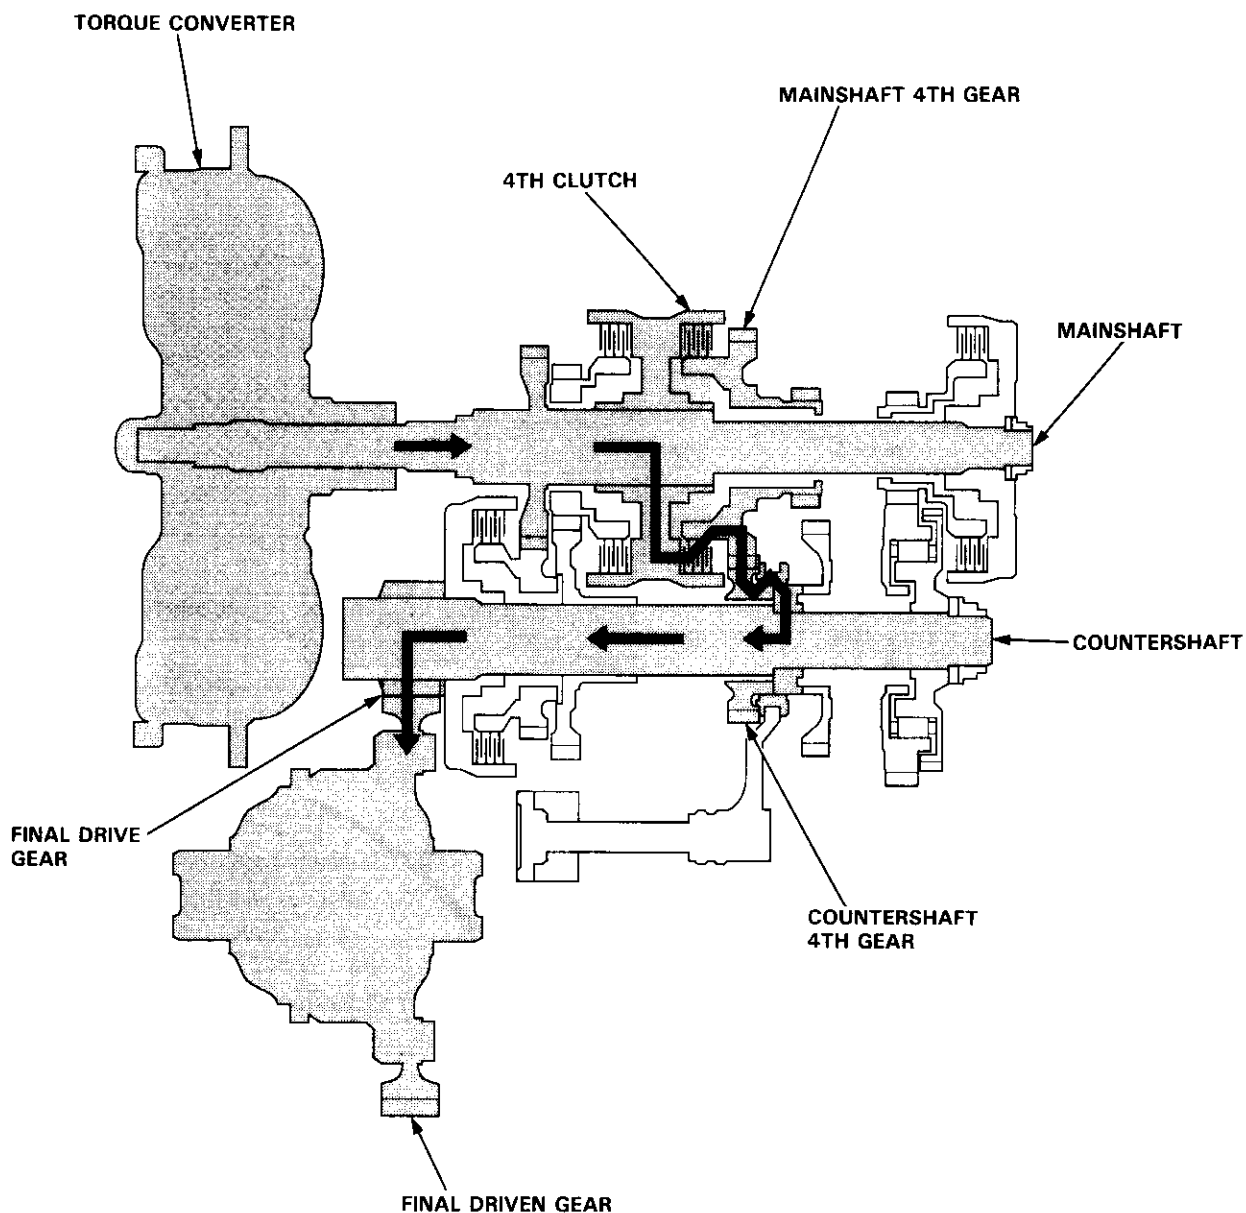 TORQUE CONVERTER
MAINSHAFT 4TH GEAR
4TH CLUTCH
MAINSHAFT
COUNTERSHAFT
FINAL DRIVE
GEAR
COUNTERSHAFT
4TH GEAR
FINAL DRIVEN GEAR